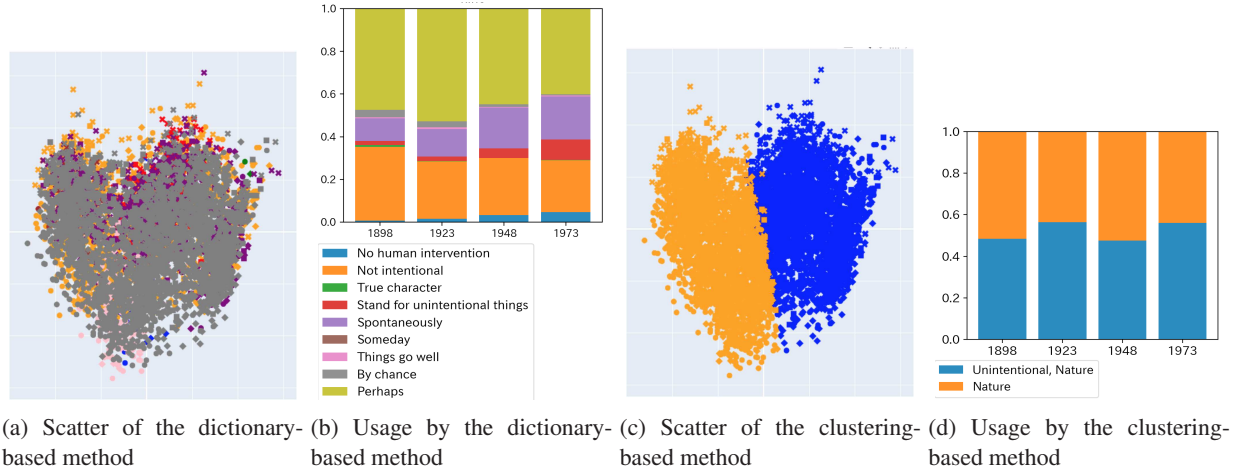 1.0
0.8
0.6
0.4
0.2
0.0
1898 1923 1948 1973
No human intervention
Not intentional
True character
Stand for unintentional things
Spontaneously
Someday
Things go well
By chance
Perhaps
1.0
0.8
0.6
0.4
0.2
0.0
1898 1923 1948 1973
Unintentional, Nature
Nature
(a) Scatter of the dictionary-
based method
(b) Usage by the dictionary-
based method
(c) Scatter of the clustering-
based method
(d) Usage by the clustering-
based method